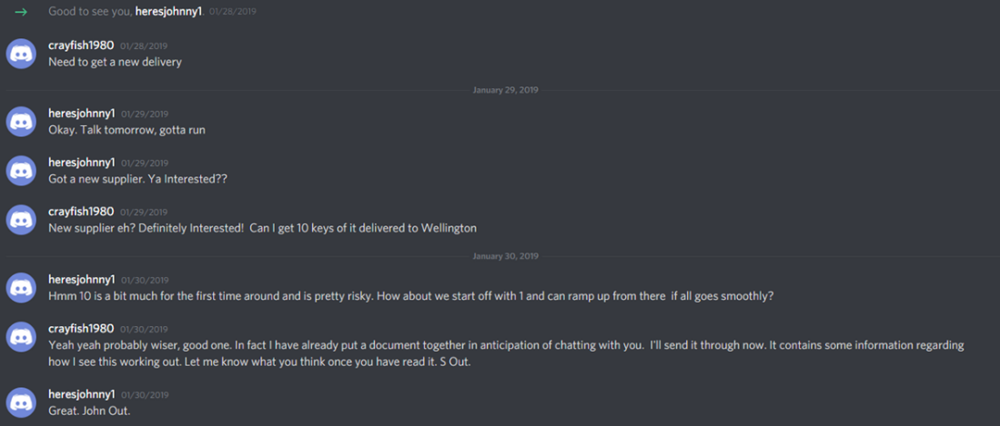 Good to see you, heresjohnny1. 01/28/2019
crayfish1980 01/28/2019
Need to get a new delivery
January 29, 2019
heresjohnny1 01/29/2019
Okay. Talk tomorrow, gotta run
heresjohnny1 01/29/2019
Got a new supplier. Ya Interested??
crayfish1980 01/29/2019
New supplier eh? Definitely Interested!  Can I get 10 keys of it delivered to Wellington
January 30, 2019
heresjohnny1 01/30/2019
Hmm 10 is a bit much for the first time around and is pretty risky. How about we start off with 1 and can ramp up from there  if all goes smoothly?
crayfish1980 01/30/2019
Yeah yeah probably wiser, good one. In fact I have already put a document together in anticipation of chatting with you.  I'll send it through now. It contains some information regarding
how I see this working out. Let me know what you think once you have read it. S Out.
heresjohnny1 01/30/2019
Great. John Out.